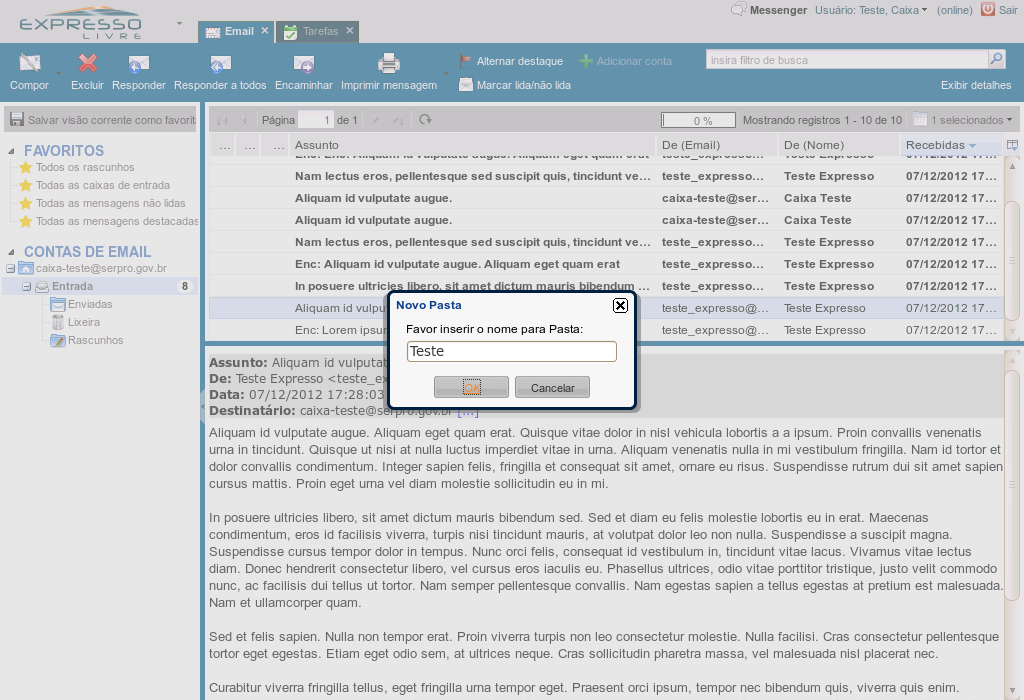 EXPRESSO
LIVRE
Email
Tarefas
Messenger
Usuário: Teste, Caixa
(online)
Sair
Compor
Excluir
Responder
Responder a todos
Encaminhar
Imprimir mensagem
Alternar destaque
Adicionar conta
Marcar lida/não lida
insira filtro de busca
Exibir detalhes
Salvar visão corrente como favorit
FAVORITOS
Todos os rascunhos
Todas as caixas de entrada
Todas as mensagens não lidas
Todas as mensagens destacadas
CONTAS DE EMAIL
caixa-teste@serpro.gov.br
Entrada 8
Enviadas
Lixeira
Rascunhos
Página 1 de 1
0 %
Mostrando registros 1 - 10 de 10
1 selecionados
... ... ... Assunto De (Email) De (Nome) Recebidas
Enc: Enc: Aliquam id vulputate augue. Aliquam eget quam erat teste_expresso... Teste Expresso 07/12/2012 17...
Nam lectus eros, pellentesque sed suscipit quis, tincidunt ve... teste_expresso... Teste Expresso 07/12/2012 17...
Aliquam id vulputate augue. caixa-teste@ser... Caixa Teste 07/12/2012 17...
Aliquam id vulputate augue. caixa-teste@ser... Caixa Teste 07/12/2012 17...
Nam lectus eros, pellentesque sed suscipit quis, tincidunt ve... teste_expresso... Teste Expresso 07/12/2012 17...
Enc: Aliquam id vulputate augue. Aliquam eget quam erat teste_expresso... Teste Expresso 07/12/2012 17...
In posuere ultricies libero, sit amet dictum mauris bibendum ... teste_expresso... Teste Expresso 07/12/2012 17...
Aliquam id vulpu teste_expresso@... Teste Expresso 07/12/2012 17...
Enc: Lorem ipsum teste_expresso@... Teste Expresso 07/12/2012 17...
Novo Pasta
Favor inserir o nome para Pasta:
Teste
OK
Cancelar
Assunto: Aliquam id vulputat
De: Teste Expresso <teste_ex
Data: 07/12/2012 17:28:03
Destinatário: caixa-teste@serpro.gov.br [...]
Aliquam id vulputate augue. Aliquam eget quam erat. Quisque vitae dolor in nisl vehicula lobortis a a ipsum. Proin convallis venenatis
urna in tincidunt. Quisque ut nisi at nulla luctus imperdiet vitae in urna. Aliquam venenatis nulla in mi vestibulum fringilla. Nam id tortor et
dolor convallis condimentum. Integer sapien felis, fringilla et consequat sit amet, ornare eu risus. Suspendisse rutrum dui sit amet sapien
cursus mattis. Proin eget urna vel diam molestie sollicitudin eu in mi.
In posuere ultricies libero, sit amet dictum mauris bibendum sed. Sed et diam eu felis molestie lobortis eu in erat. Maecenas
condimentum, eros id facilisis viverra, turpis nisi tincidunt mauris, at volutpat dolor leo non nulla. Suspendisse a suscipit magna.
Suspendisse cursus tempor dolor in tempus. Nunc orci felis, consequat id vestibulum in, tincidunt vitae lacus. Vivamus vitae lectus
diam. Donec hendrerit consectetur libero, vel cursus eros iaculis eu. Phasellus ultrices, odio vitae porttitor tristique, justo velit commodo
nunc, ac facilisis dui tellus ut tortor. Nam semper pellentesque convallis. Nam egestas sapien a tellus egestas at pretium est malesuada.
Nam et ullamcorper quam.
Sed et felis sapien. Nulla non tempor erat. Proin viverra turpis non leo consectetur molestie. Nulla facilisi. Cras consectetur pellentesque
tortor eget egestas. Etiam eget odio sem, at ultrices neque. Cras sollicitudin pharetra massa, vel malesuada nisl placerat nec.
Curabitur viverra fringilla tellus, eget fringilla urna tempor eget. Praesent orci ipsum, tempor nec bibendum quis, viverra quis enim.